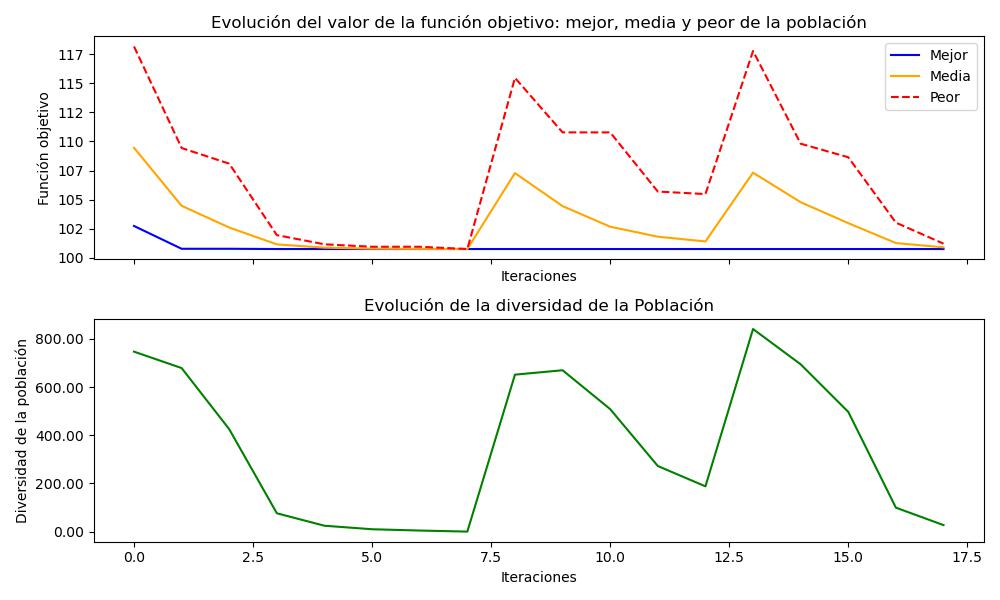 Evolución del valor de la función objetivo: mejor, media y peor de la población
Función objetivo
117
115
112
110
107
105
102
100
Mejor
Media
Peor
Iteraciones
Evolución de la diversidad de la Población
Diversidad de la población
800.00
600.00
400.00
200.00
0.00
0.0 2.5 5.0 7.5 10.0 12.5 15.0 17.5
Iteraciones